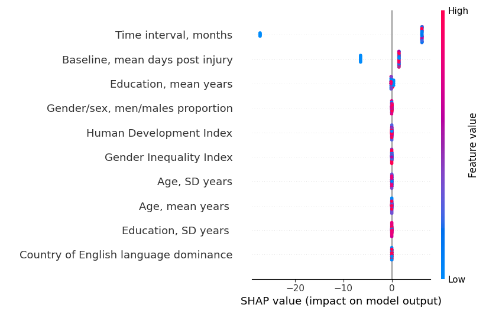 High
Time interval, months
Baseline, mean days post injury
Education, mean years
Gender/sex, men/males proportion
Human Development Index
Gender Inequality Index
Age, SD years
Age, mean years
Education, SD years
Country of English language dominance
Feature value
Low
−20 −10 0
SHAP value (impact on model output)